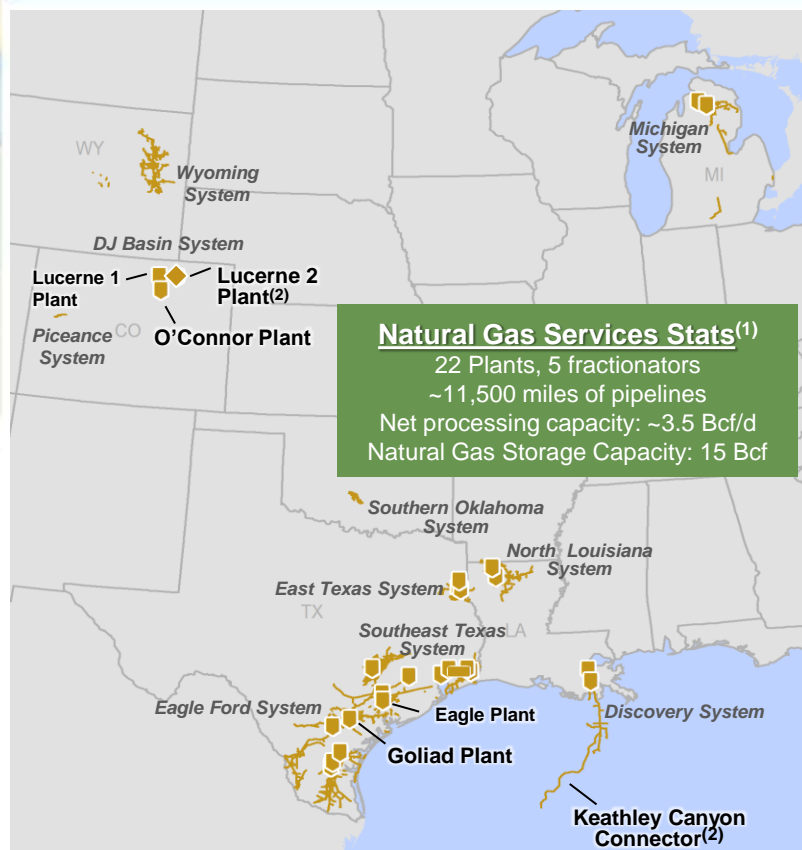 Michigan
System
MI
WY
Wyoming
System
DJ Basin System
Lucerne 1
Plant
Lucerne 2
Plant(2)
O'Connor Plant
Piceance
System
CO
Natural Gas Services Stats(1)
22 Plants, 5 fractionators
~11,500 miles of pipelines
Net processing capacity: ~3.5 Bcf/d
Natural Gas Storage Capacity: 15 Bcf
Southern Oklahoma
System
North Louisiana
System
East Texas System
TX
Southeast Texas
System
LA
Eagle Ford System
Eagle Plant
Discovery System
Goliad Plant
Keathley Canyon
Connector(2)